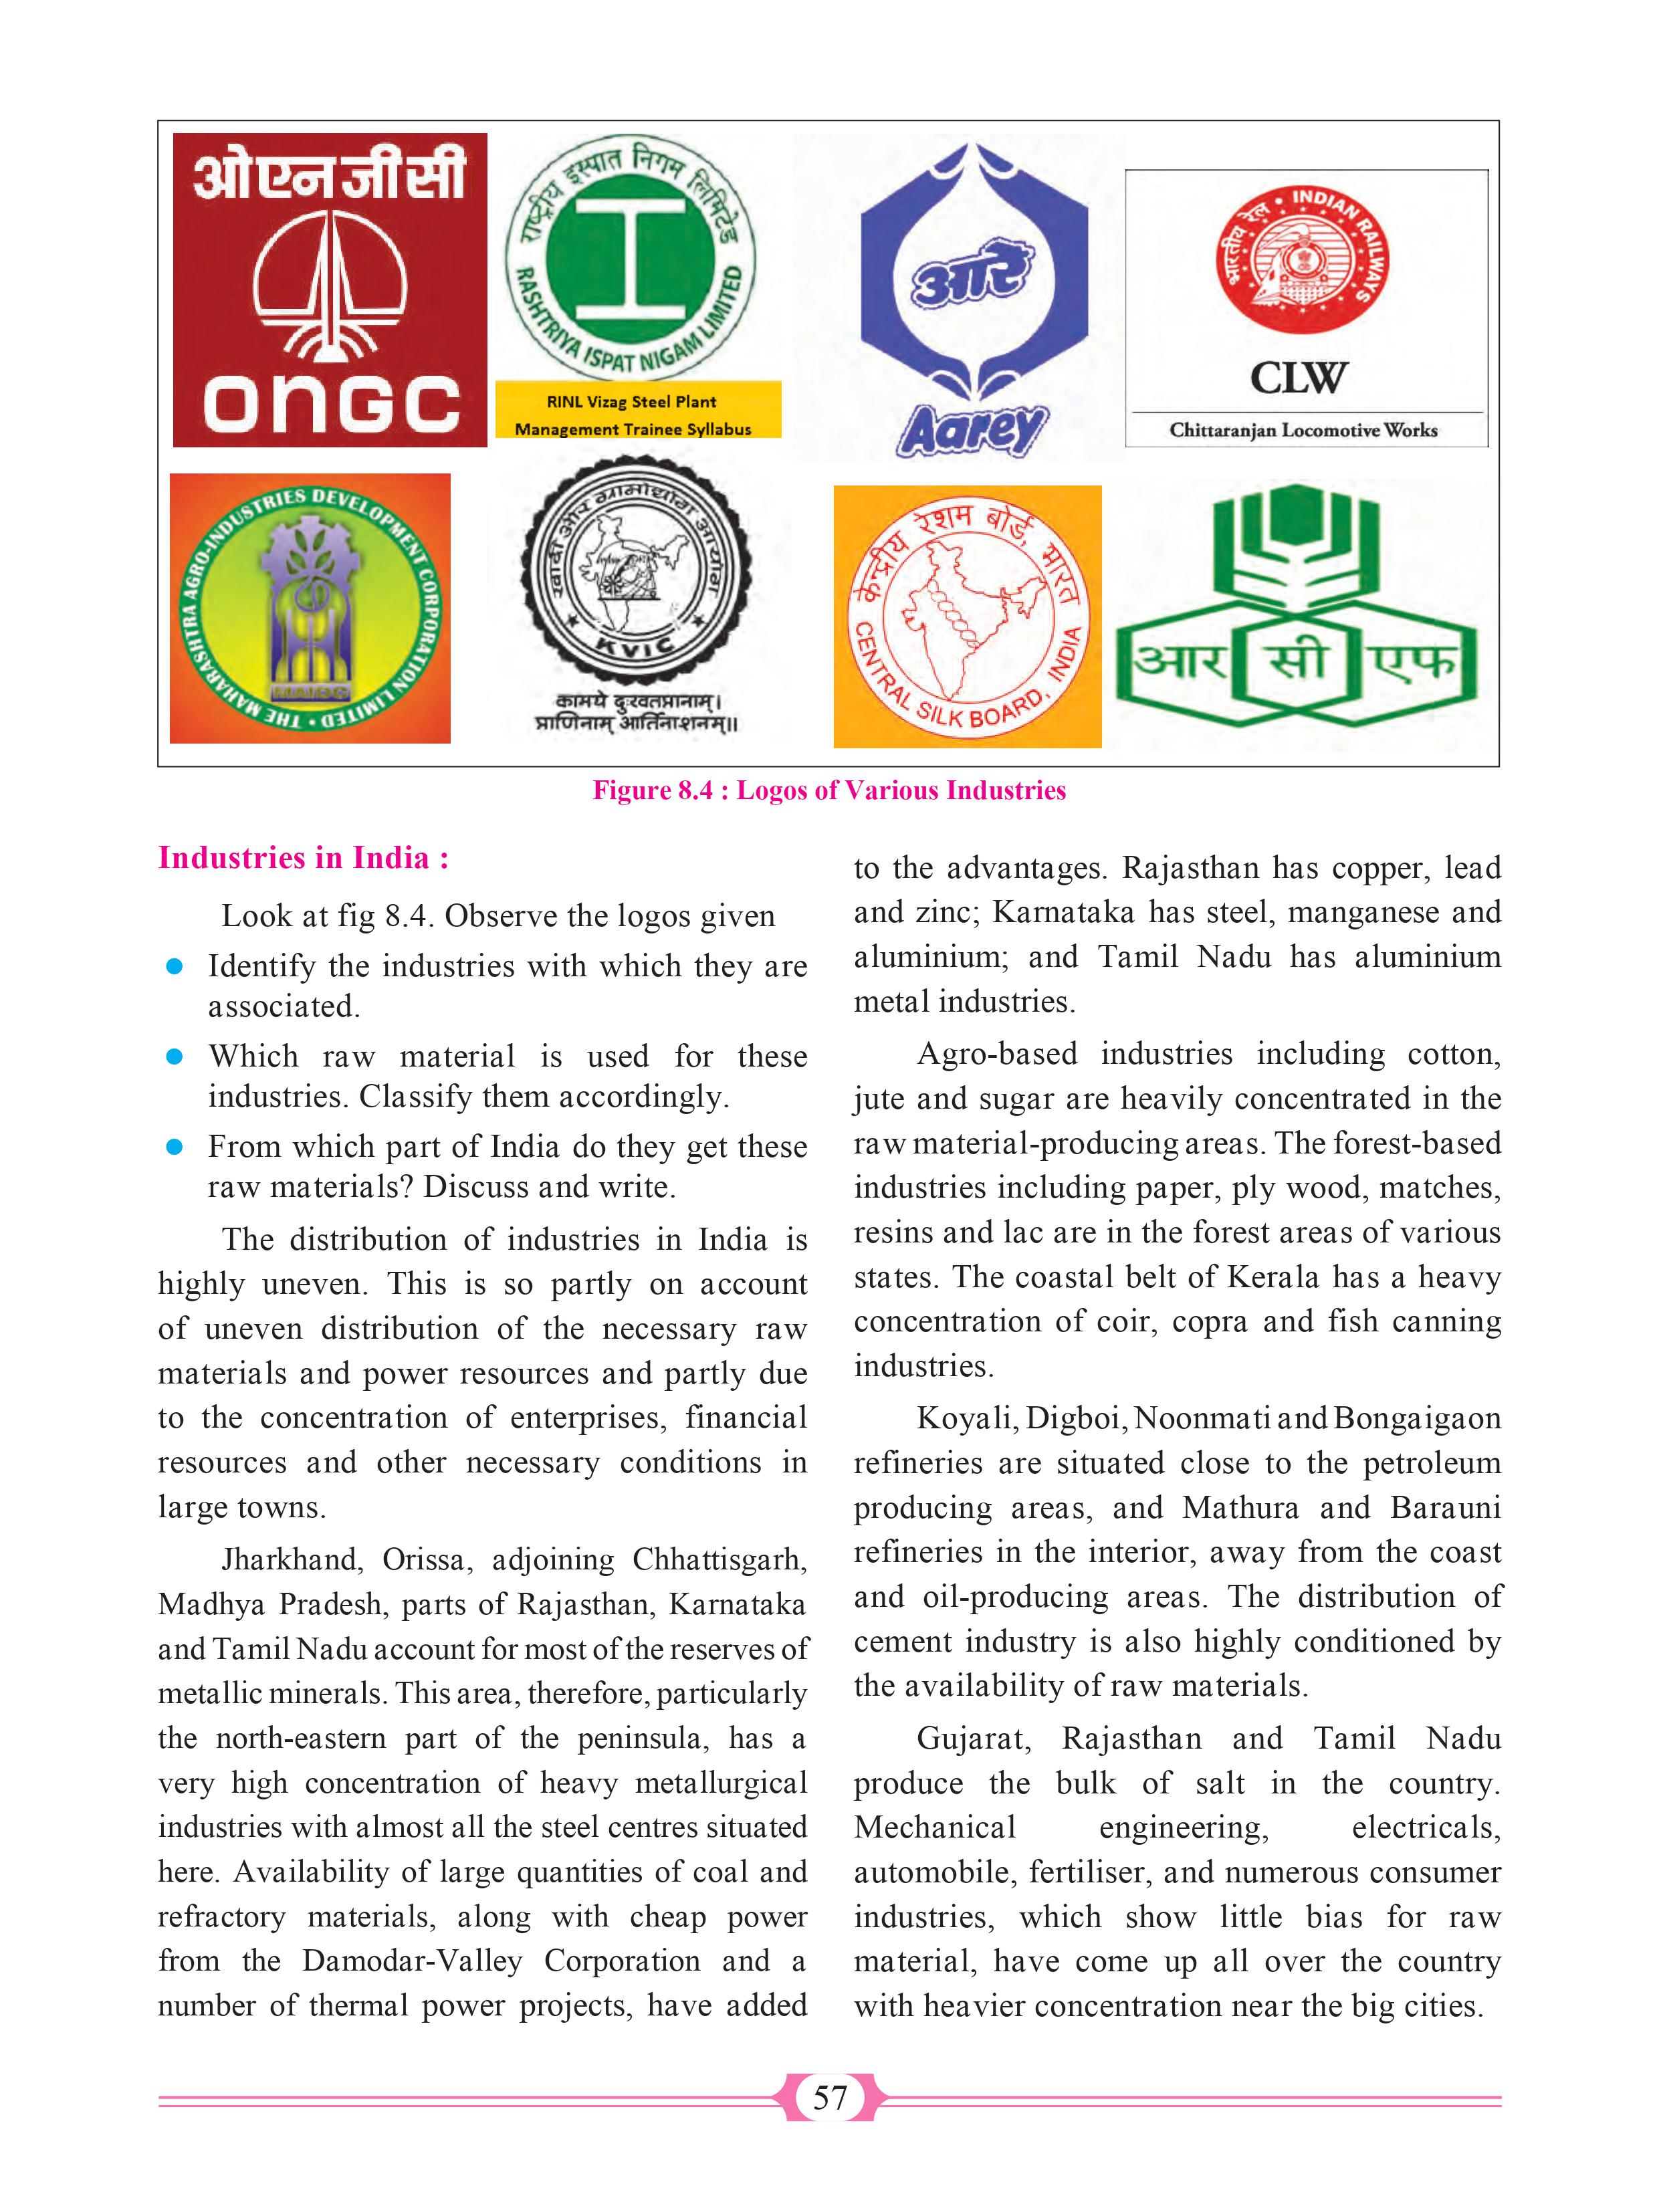 ओएनजीसी
ONGC
राष्ट्रीय इस्पात निगम लिमिटेड
RASHTRIYA ISPAT NIGAM LIMITED
RINL Vizag Steel Plant
Management Trainee Syllabus
आरे
Aarey
भारतीय रेल • INDIAN RAILWAYS
CLW
Chittaranjan Locomotive Works
THE MAHARASHTRA AGRO-INDUSTRIES DEVELOPMENT CORPORATION LIMITED •
MAIDC
खादी और ग्रामोद्योग आयोग
KVIC
कामये दुःखतप्तानाम्।
प्राणिनाम् आर्तिनाशनम्॥
केन्द्रीय रेशम बोर्ड, भारत
CENTRAL SILK BOARD, INDIA
आर सी एफ
Figure 8.4 : Logos of Various Industries
Industries in India :
Look at fig 8.4. Observe the logos given
• Identify the industries with which they are
associated.
• Which raw material is used for these
industries. Classify them accordingly.
• From which part of India do they get these
raw materials? Discuss and write.
The distribution of industries in India is
highly uneven. This is so partly on account
of uneven distribution of the necessary raw
materials and power resources and partly due
to the concentration of enterprises, financial
resources and other necessary conditions in
large towns.
Jharkhand, Orissa, adjoining Chhattisgarh,
Madhya Pradesh, parts of Rajasthan, Karnataka
and Tamil Nadu account for most of the reserves of
metallic minerals. This area, therefore, particularly
the north-eastern part of the peninsula, has a
very high concentration of heavy metallurgical
industries with almost all the steel centres situated
here. Availability of large quantities of coal and
refractory materials, along with cheap power
from the Damodar-Valley Corporation and a
number of thermal power projects, have added
to the advantages. Rajasthan has copper, lead
and zinc; Karnataka has steel, manganese and
aluminium; and Tamil Nadu has aluminium
metal industries.
Agro-based industries including cotton,
jute and sugar are heavily concentrated in the
raw material-producing areas. The forest-based
industries including paper, ply wood, matches,
resins and lac are in the forest areas of various
states. The coastal belt of Kerala has a heavy
concentration of coir, copra and fish canning
industries.
Koyali, Digboi, Noonmati and Bongaigaon
refineries are situated close to the petroleum
producing areas, and Mathura and Barauni
refineries in the interior, away from the coast
and oil-producing areas. The distribution of
cement industry is also highly conditioned by
the availability of raw materials.
Gujarat, Rajasthan and Tamil Nadu
produce the bulk of salt in the country.
Mechanical engineering, electricals,
automobile, fertiliser, and numerous consumer
industries, which show little bias for raw
material, have come up all over the country
with heavier concentration near the big cities.
57